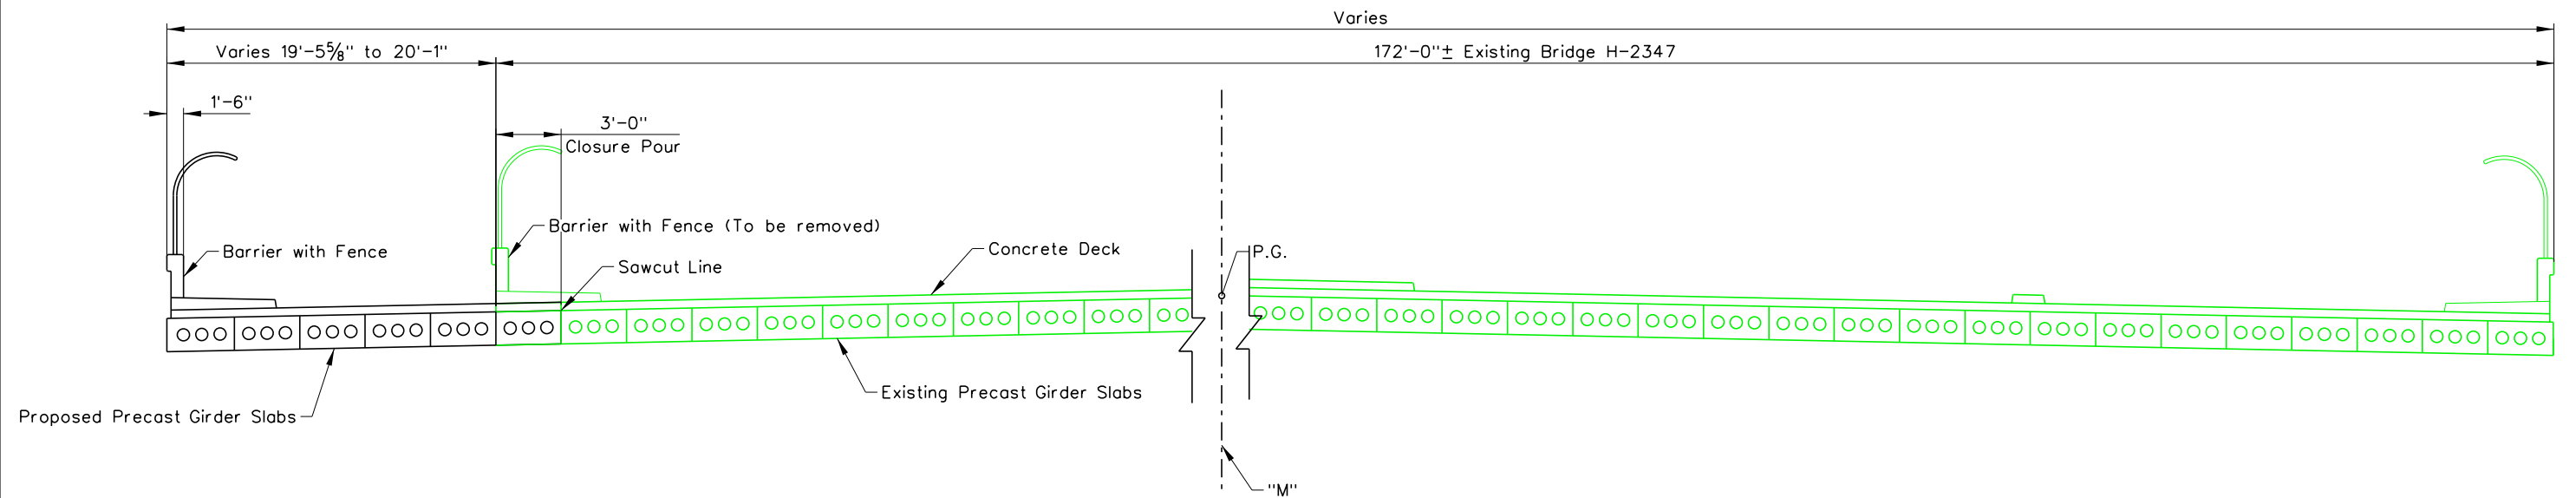 Varies
Varies 19'-5⅝" to 20'-1"
172'-0"± Existing Bridge H-2347
1'-6"
3'-0"
Closure Pour
Barrier with Fence (To be removed)
Barrier with Fence
Concrete Deck
P.G.
Sawcut Line
Existing Precast Girder Slabs
Proposed Precast Girder Slabs
"M"